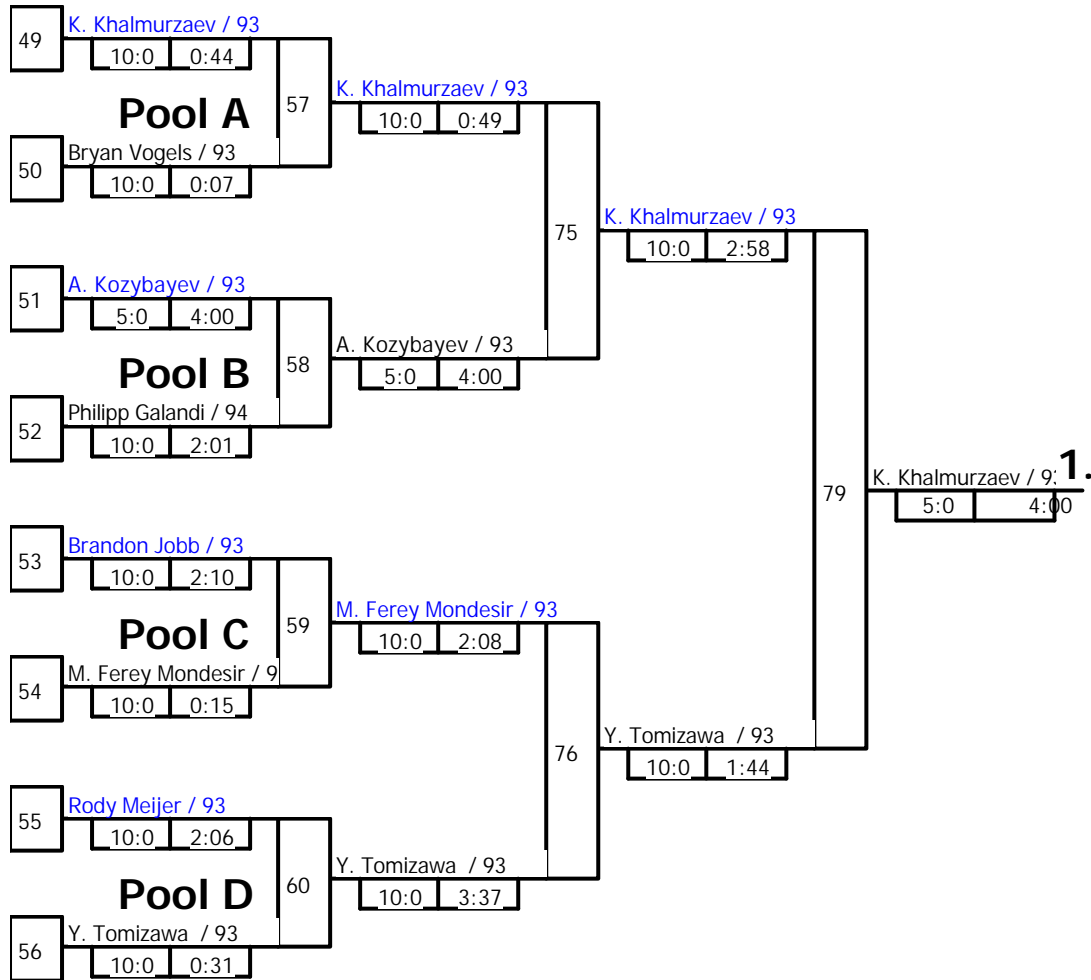 49 K. Khalmurzaev / 93
10:0 0:44
Pool A 57 K. Khalmurzaev / 93
10:0 0:49
50 Bryan Vogels / 93
10:0 0:07
75 K. Khalmurzaev / 93
10:0 2:58
51 A. Kozybayev / 93
5:0 4:00
Pool B 58 A. Kozybayev / 93
5:0 4:00
52 Philipp Galandi / 94
10:0 2:01
79 K. Khalmurzaev / 93 1.
5:0 4:00
53 Brandon Jobb / 93
10:0 2:10
Pool C 59 M. Ferey Mondesir / 93
10:0 2:08
54 M. Ferey Mondesir / 9
10:0 0:15
76 Y. Tomizawa / 93
10:0 1:44
55 Rody Meijer / 93
10:0 2:06
Pool D 60 Y. Tomizawa / 93
10:0 3:37
56 Y. Tomizawa / 93
10:0 0:31